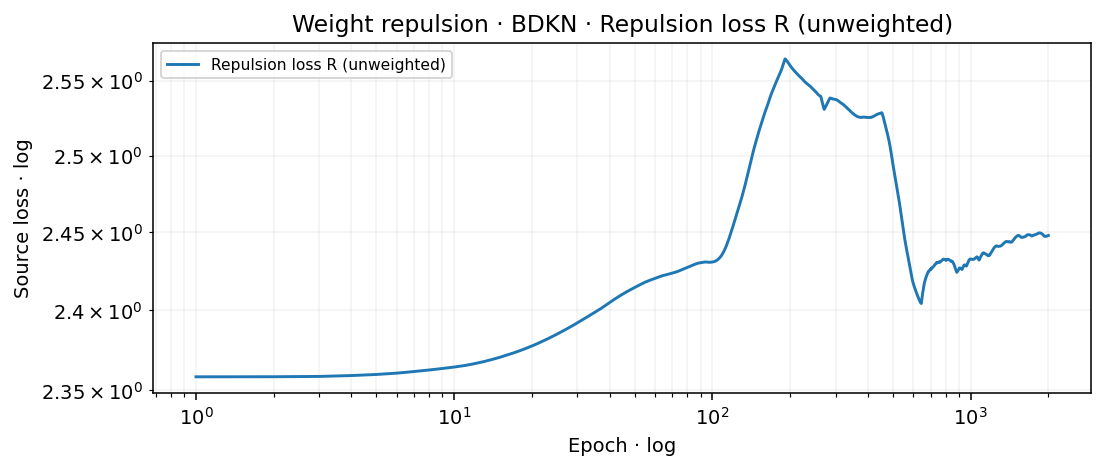 Weight repulsion · BDKN · Repulsion loss R (unweighted)
Repulsion loss R (unweighted)
Source loss · log
2.55 × 10⁰
2.5 × 10⁰
2.45 × 10⁰
2.4 × 10⁰
2.35 × 10⁰
10⁰ 10¹ 10² 10³
Epoch · log